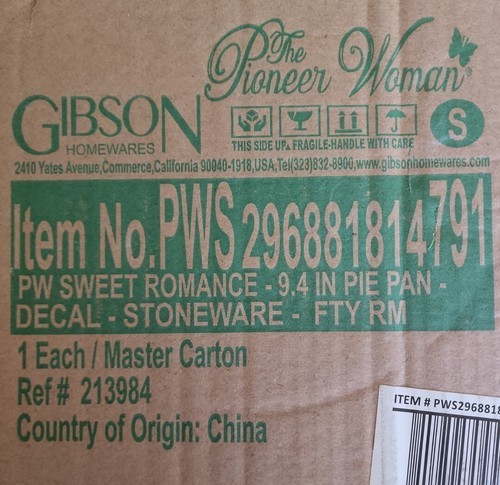 The
Pioneer Woman
GIBSON
HOMEWARES
THIS SIDE UP. FRAGILE-HANDLE WITH CARE
S
2410 Yates Avenue,Commerce,California 90040-1918,USA,Tel(323)832-8900,www.gibsonhomewares.com
Item No.PWS 296881814791
PW SWEET ROMANCE - 9.4 IN PIE PAN -
DECAL - STONEWARE - FTY RM
1 Each / Master Carton
Ref # 213984
Country of Origin: China
ITEM # PWS296881